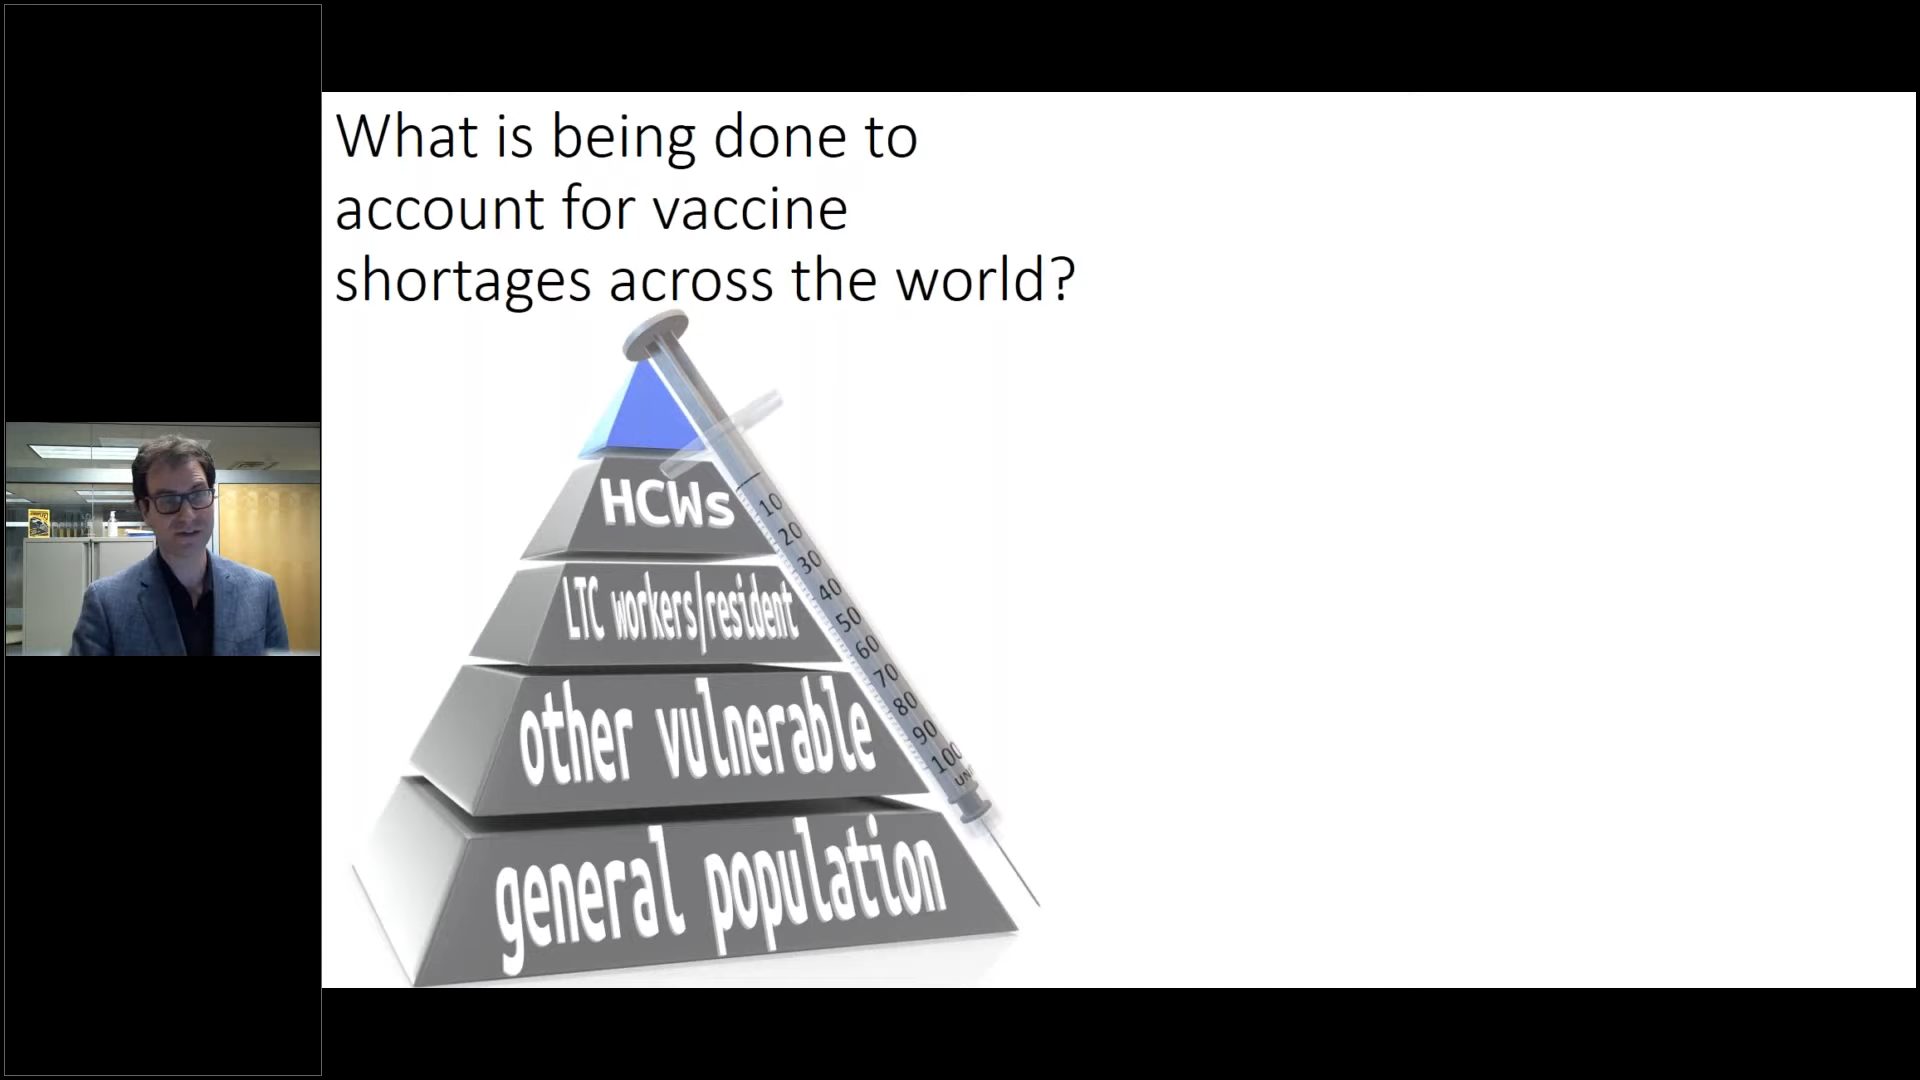 What is being done to
account for vaccine
shortages across the world?
HCWs
LTC workers/resident
other vulnerable
general population
10
20
30
40
50
60
70
80
90
100